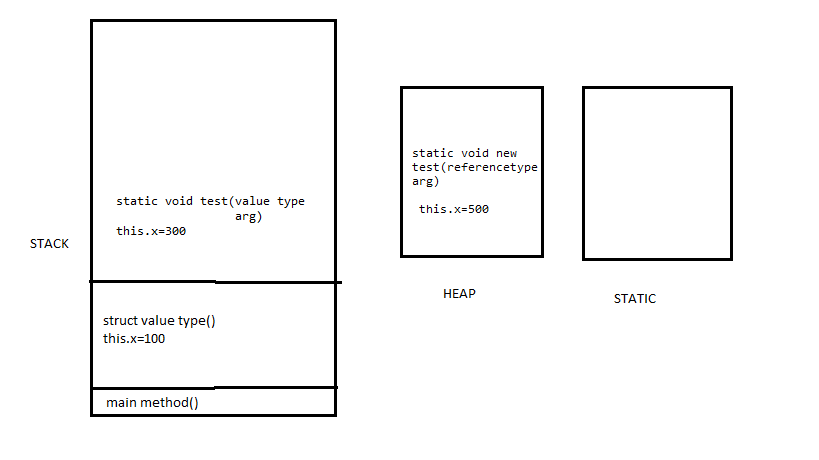 static void test(value type
arg)
this.x=300
STACK
struct value type()
this.x=100
main method()
static void new
test(referencetype
arg)
this.x=500
HEAP
STATIC